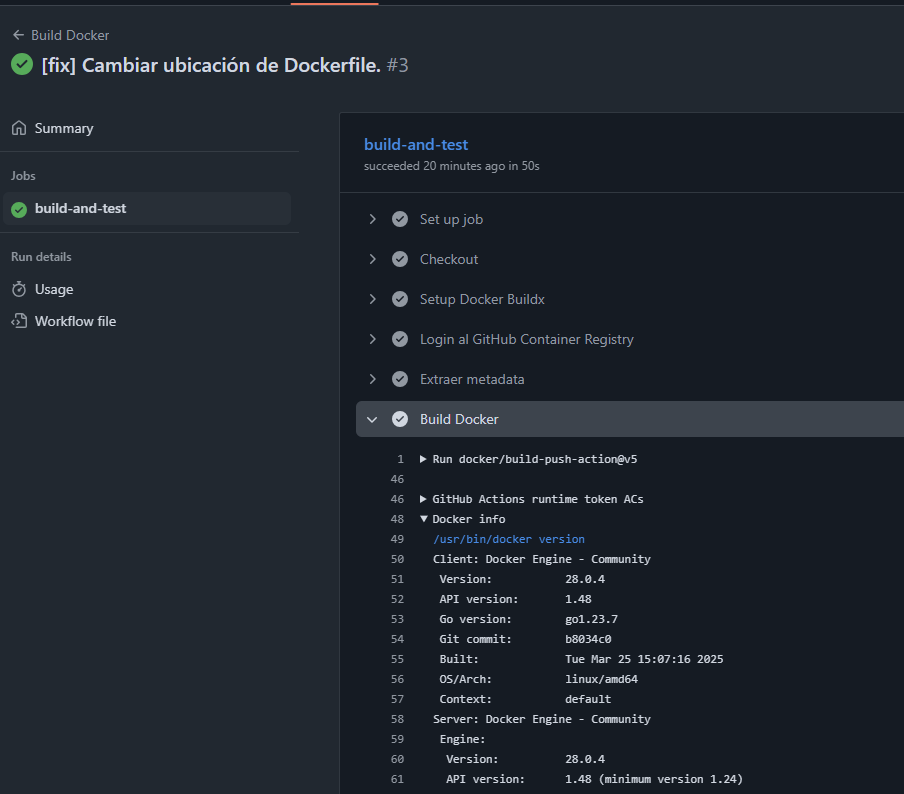 Build Docker
[fix] Cambiar ubicación de Dockerfile. #3
Summary
Jobs
build-and-test
Run details
Usage
Workflow file
build-and-test
succeeded 20 minutes ago in 50s
Set up job
Checkout
Setup Docker Buildx
Login al GitHub Container Registry
Extraer metadata
Build Docker
1 Run docker/build-push-action@v5
46
46 GitHub Actions runtime token ACs
48 Docker info
49 /usr/bin/docker version
50 Client: Docker Engine - Community
51 Version: 28.0.4
52 API version: 1.48
53 Go version: go1.23.7
54 Git commit: b8034c0
55 Built: Tue Mar 25 15:07:16 2025
56 OS/Arch: linux/amd64
57 Context: default
58 Server: Docker Engine - Community
59 Engine:
60 Version: 28.0.4
61 API version: 1.48 (minimum version 1.24)